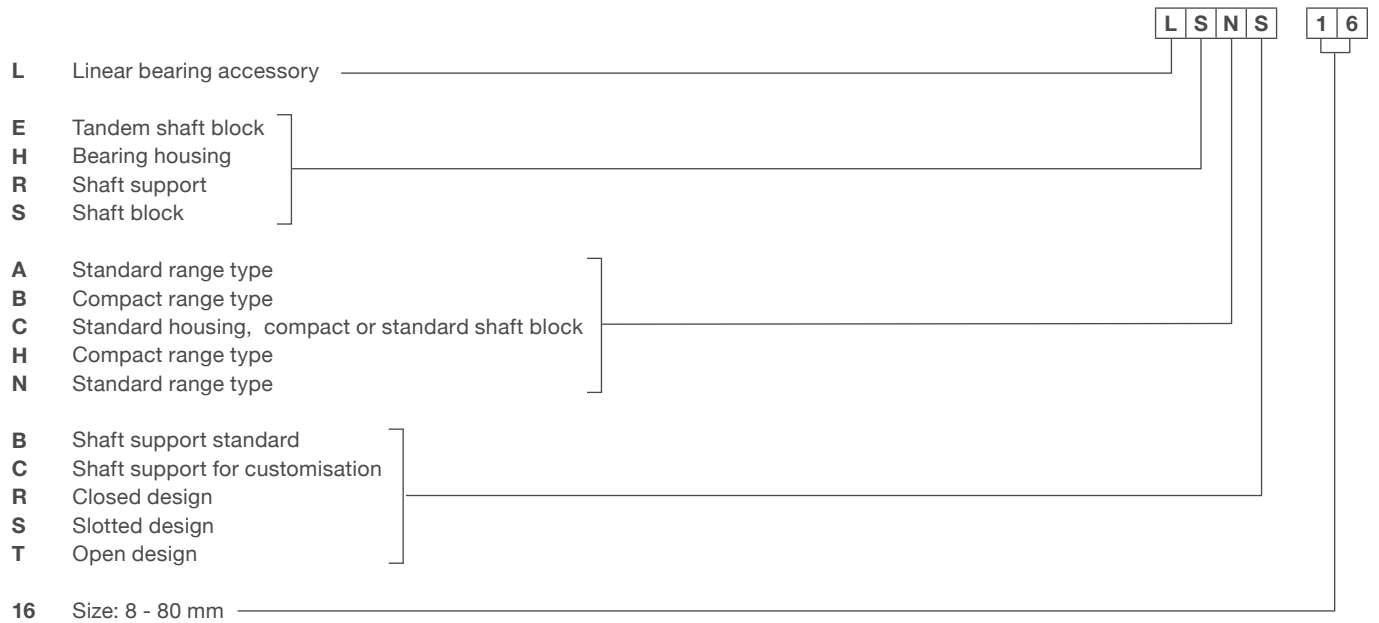 L S N S 1 6
L Linear bearing accessory
E Tandem shaft block
H Bearing housing
R Shaft support
S Shaft block
A Standard range type
B Compact range type
C Standard housing, compact or standard shaft block
H Compact range type
N Standard range type
B Shaft support standard
C Shaft support for customisation
R Closed design
S Slotted design
T Open design
16 Size: 8 - 80 mm